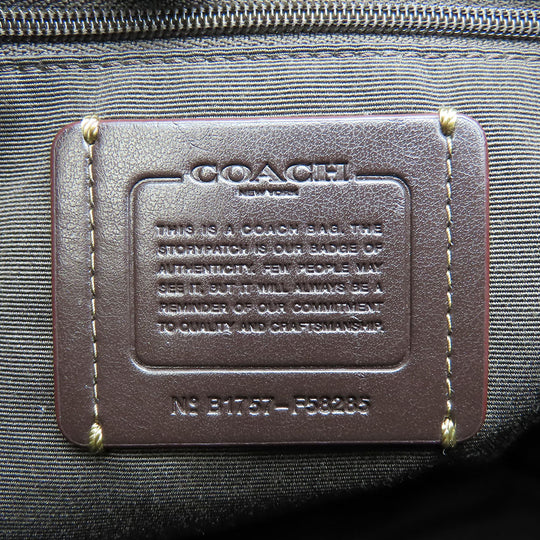 COACH
NEW YORK
THIS IS A COACH BAG. THE
STORYPATCH IS OUR BADGE OF
AUTHENTICITY. FEW PEOPLE MAY
SEE IT, BUT IT WILL ALWAYS BE A
REMINDER OF OUR COMMITMENT
TO QUALITY AND CRAFTSMANSHIP.
No B1757-F58285